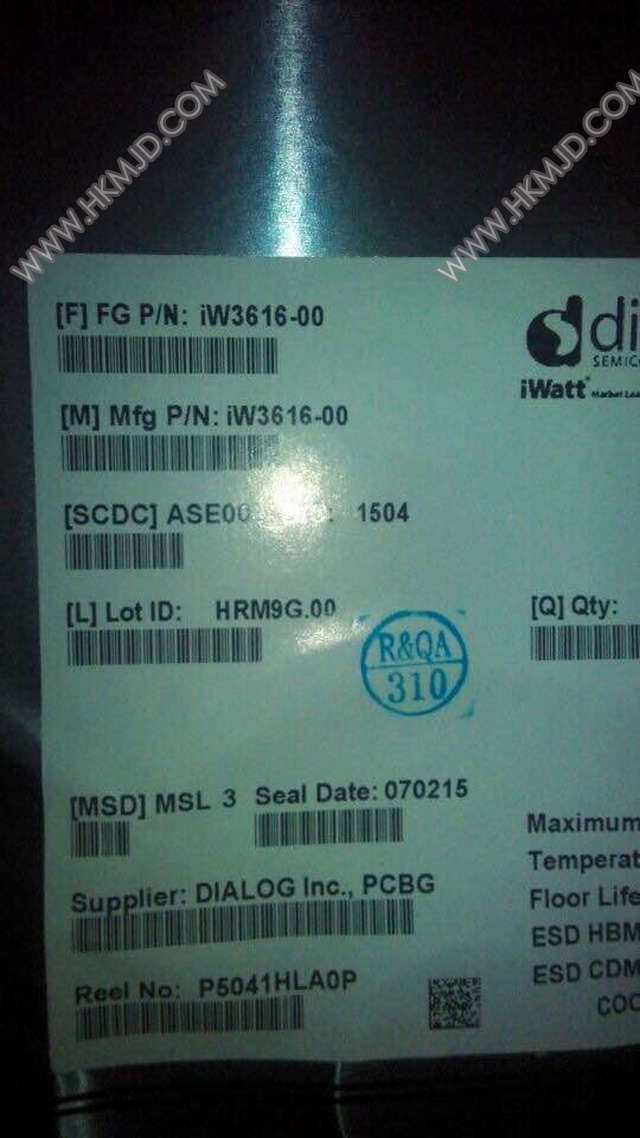 WWW.HKMJD.COM
WWW.HKMJD.COM
[F] FG P/N: iW3616-00
di
SEMIC
iWatt
[M] Mfg P/N: iW3616-00
[SCDC] ASE00 : 1504
[L] Lot ID: HRM9G.00
[Q] Qty:
R&QA
310
[MSD] MSL 3 Seal Date: 070215
Maximum
Temperat
Supplier: DIALOG Inc., PCBG
Floor Life
ESD HBM
Reel No: P5041HLA0P
ESD CDM
COO